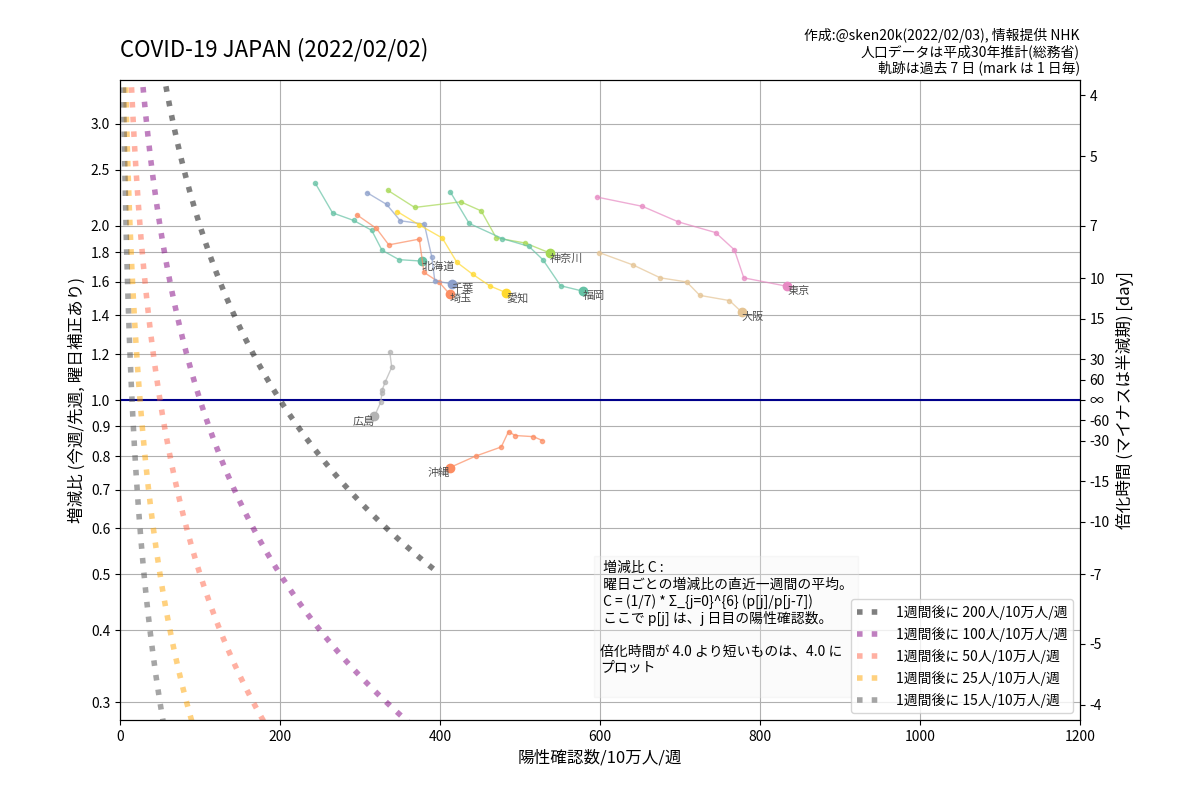 COVID-19 JAPAN (2022/02/02)
作成:@sken20k(2022/02/03), 情報提供 NHK
人口データは平成30年推計(総務省)
軌跡は過去 7 日 (mark は 1 日毎)
増減比 (今週/先週, 曜日補正あり)
3.0
2.5
2.0
1.8
1.6
1.4
1.2
1.0
0.9
0.8
0.7
0.6
0.5
0.4
0.3
北海道
千葉
埼玉
愛知
神奈川
福岡
東京
大阪
広島
沖縄
4
5
7
10
15
30
60
∞
-60
-30
-15
-10
-7
-5
-4
倍化時間 (マイナスは半減期) [day]
増減比 C :
曜日ごとの増減比の直近一週間の平均。
C = (1/7) * Σ_{j=0}^{6} (p[j]/p[j-7])
ここで p[j] は、j 日目の陽性確認数。
倍化時間が 4.0 より短いものは、4.0 に
プロット
1週間後に 200人/10万人/週
1週間後に 100人/10万人/週
1週間後に 50人/10万人/週
1週間後に 25人/10万人/週
1週間後に 15人/10万人/週
0
200
400
600
800
1000
1200
陽性確認数/10万人/週